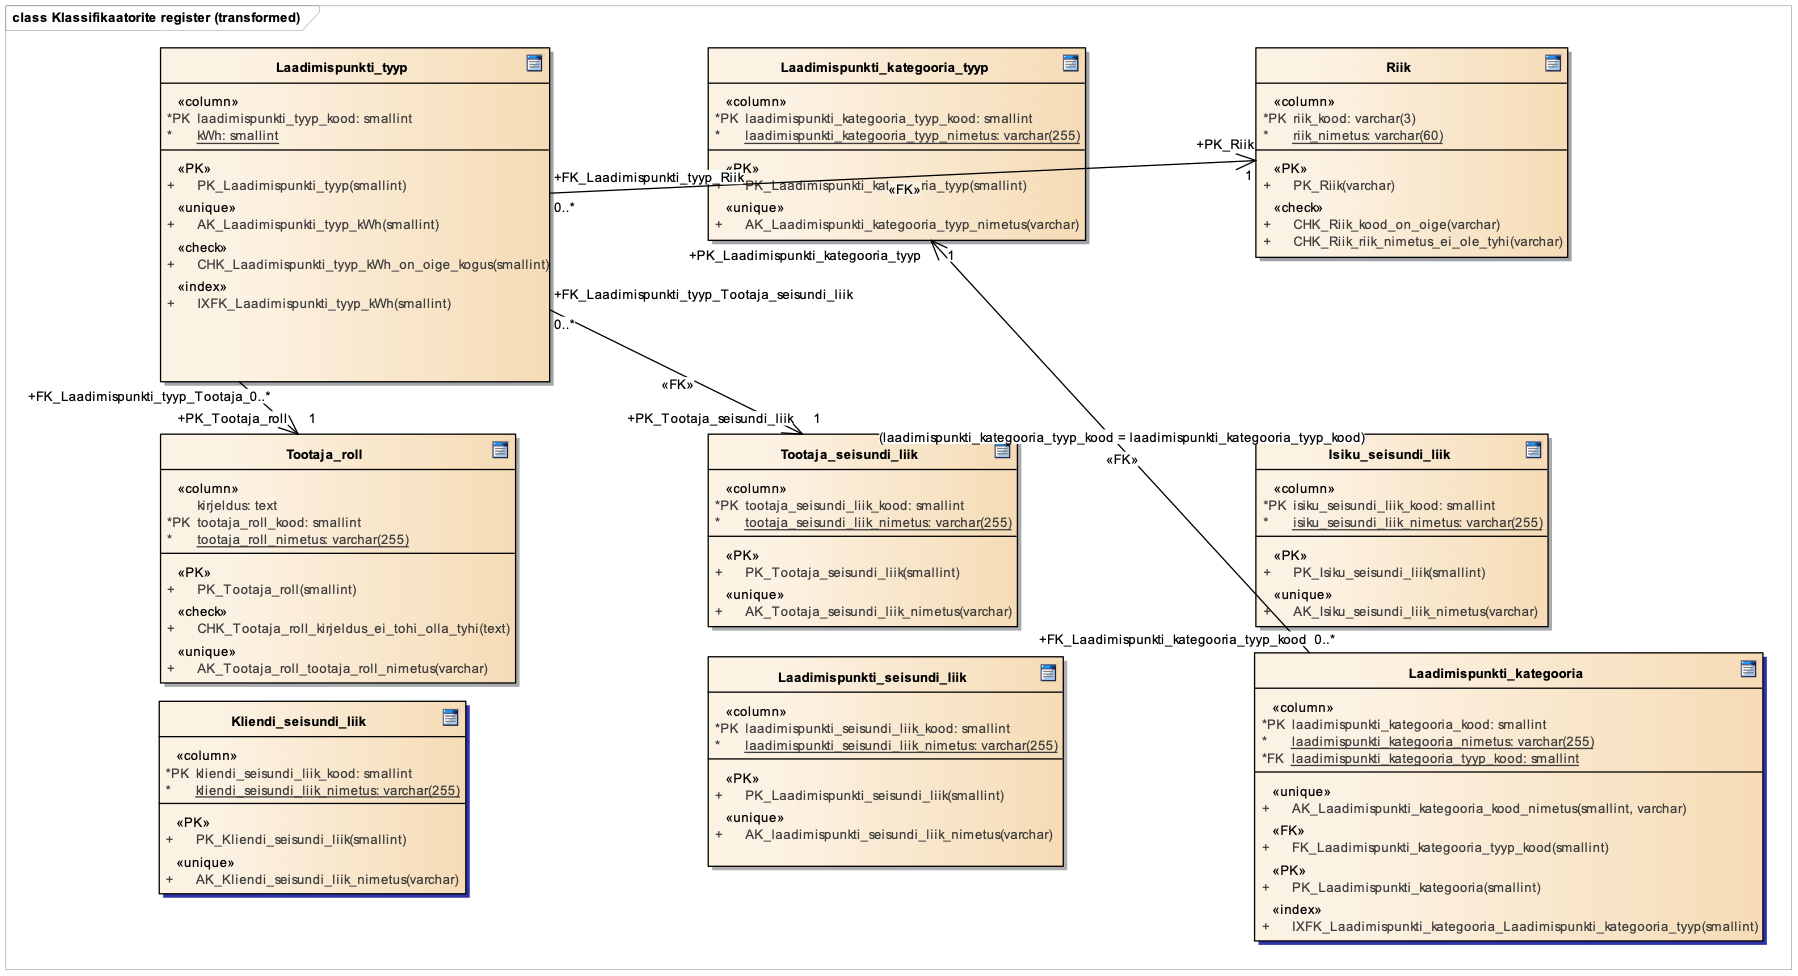 class Klassifikaatorite register (transformed)
Laadimispunkti_tyyp
«column»
*PK laadimispunkti_tyyp_kood: smallint
* kWh: smallint
«PK»
+ PK_Laadimispunkti_tyyp(smallint)
«unique»
+ AK_Laadimispunkti_tyyp_kWh(smallint)
«check»
+ CHK_Laadimispunkti_tyyp_kWh_on_oige_kogus(smallint)
«index»
+ IXFK_Laadimispunkti_tyyp_kWh(smallint)
Laadimispunkti_kategooria_tyyp
«column»
*PK laadimispunkti_kategooria_tyyp_kood: smallint
* laadimispunkti_kategooria_tyyp_nimetus: varchar(255)
«PK»
PK_Laadimispunkti_kat ria_tyyp(smallint)
«unique»
+ AK_Laadimispunkti_kategooria_tyyp_nimetus(varchar)
Riik
«column»
*PK riik_kood: varchar(3)
* riik_nimetus: varchar(60)
«PK»
+ PK_Riik(varchar)
«check»
+ CHK_Riik_kood_on_oige(varchar)
+ CHK_Riik_riik_nimetus_ei_ole_tyhi(varchar)
+FK_Laadimispunkti_tyyp_Riik
0..*
«FK»
+PK_Riik
1
+PK_Laadimispunkti_kategooria_tyyp
1
+FK_Laadimispunkti_tyyp_Tootaja_seisundi_liik
0..*
«FK»
+PK_Tootaja_seisundi_liik
1
+FK_Laadimispunkti_tyyp_Tootaja_0..*
+PK_Tootaja_roll
1
(laadimispunkti_kategooria_tyyp_kood = laadimispunkti_kategooria_tyyp_kood)
«FK»
Tootaja_roll
«column»
kirjeldus: text
*PK tootaja_roll_kood: smallint
* tootaja_roll_nimetus: varchar(255)
«PK»
+ PK_Tootaja_roll(smallint)
«check»
+ CHK_Tootaja_roll_kirjeldus_ei_tohi_olla_tyhi(text)
«unique»
+ AK_Tootaja_roll_tootaja_roll_nimetus(varchar)
Tootaja_seisundi_liik
«column»
*PK tootaja_seisundi_liik_kood: smallint
* tootaja_seisundi_liik_nimetus: varchar(255)
«PK»
+ PK_Tootaja_seisundi_liik(smallint)
«unique»
+ AK_Tootaja_seisundi_liik_nimetus(varchar)
Isiku_seisundi_liik
«column»
*PK isiku_seisundi_liik_kood: smallint
* isiku_seisundi_liik_nimetus: varchar(255)
«PK»
+ PK_Isiku_seisundi_liik(smallint)
«unique»
+ AK_Isiku_seisundi_liik_nimetus(varchar)
+FK_Laadimispunkti_kategooria_tyyp_kood 0..*
Kliendi_seisundi_liik
«column»
*PK kliendi_seisundi_liik_kood: smallint
* kliendi_seisundi_liik_nimetus: varchar(255)
«PK»
+ PK_Kliendi_seisundi_liik(smallint)
«unique»
+ AK_Kliendi_seisundi_liik_nimetus(varchar)
Laadimispunkti_seisundi_liik
«column»
*PK laadimispunkti_seisundi_liik_kood: smallint
* laadimispunkti_seisundi_liik_nimetus: varchar(255)
«PK»
+ PK_Laadimispunkti_seisundi_liik(smallint)
«unique»
+ AK_laadimispunkti_seisundi_liik_nimetus(varchar)
Laadimispunkti_kategooria
«column»
*PK laadimispunkti_kategooria_kood: smallint
* laadimispunkti_kategooria_nimetus: varchar(255)
*FK laadimispunkti_kategooria_tyyp_kood: smallint
«unique»
+ AK_Laadimispunkti_kategooria_kood_nimetus(smallint, varchar)
«FK»
+ FK_Laadimispunkti_kategooria_tyyp_kood(smallint)
«PK»
+ PK_Laadimispunkti_kategooria(smallint)
«index»
+ IXFK_Laadimispunkti_kategooria_Laadimispunkti_kategooria_tyyp(smallint)